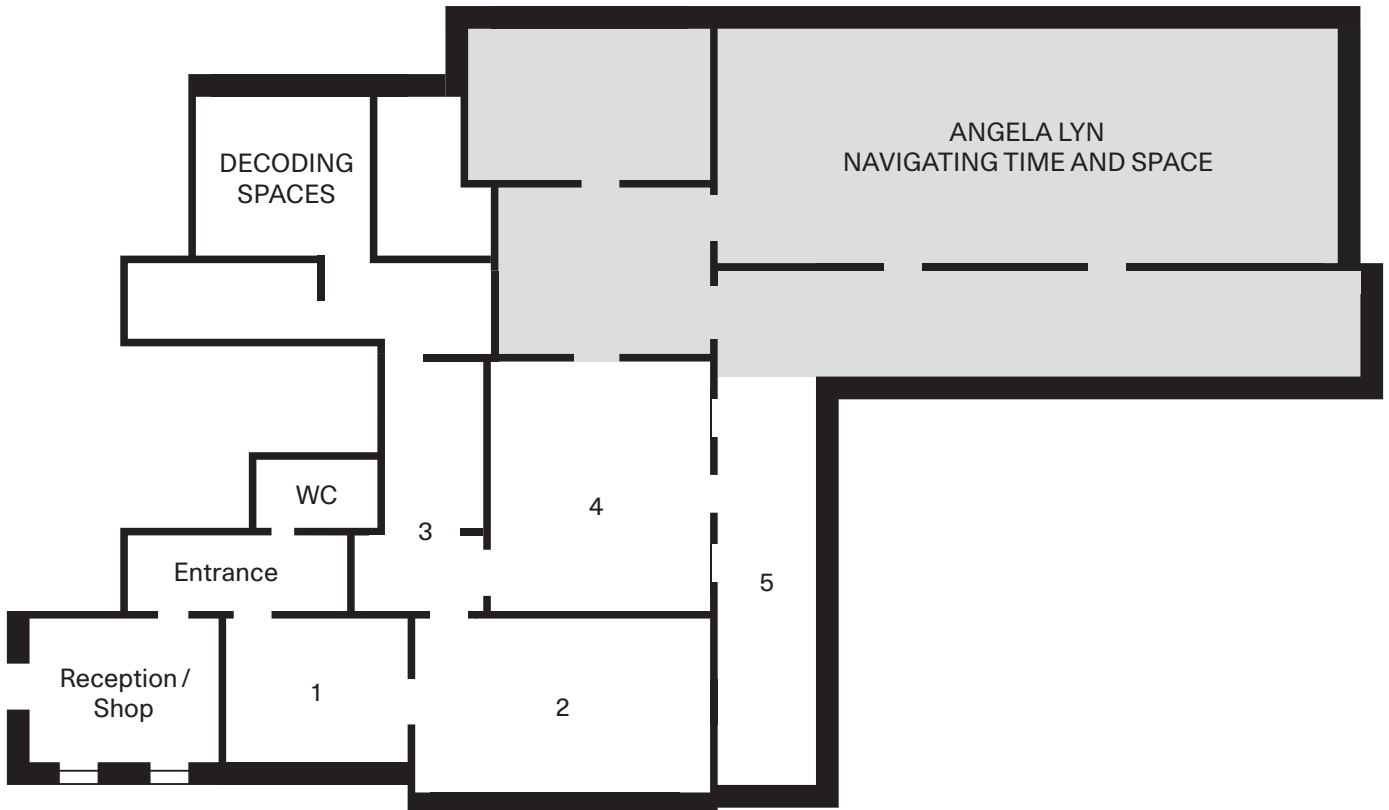 ANGELA LYN
NAVIGATING TIME AND SPACE
DECODING
SPACES
WC
3
4
Entrance
5
Reception /
Shop
1
2